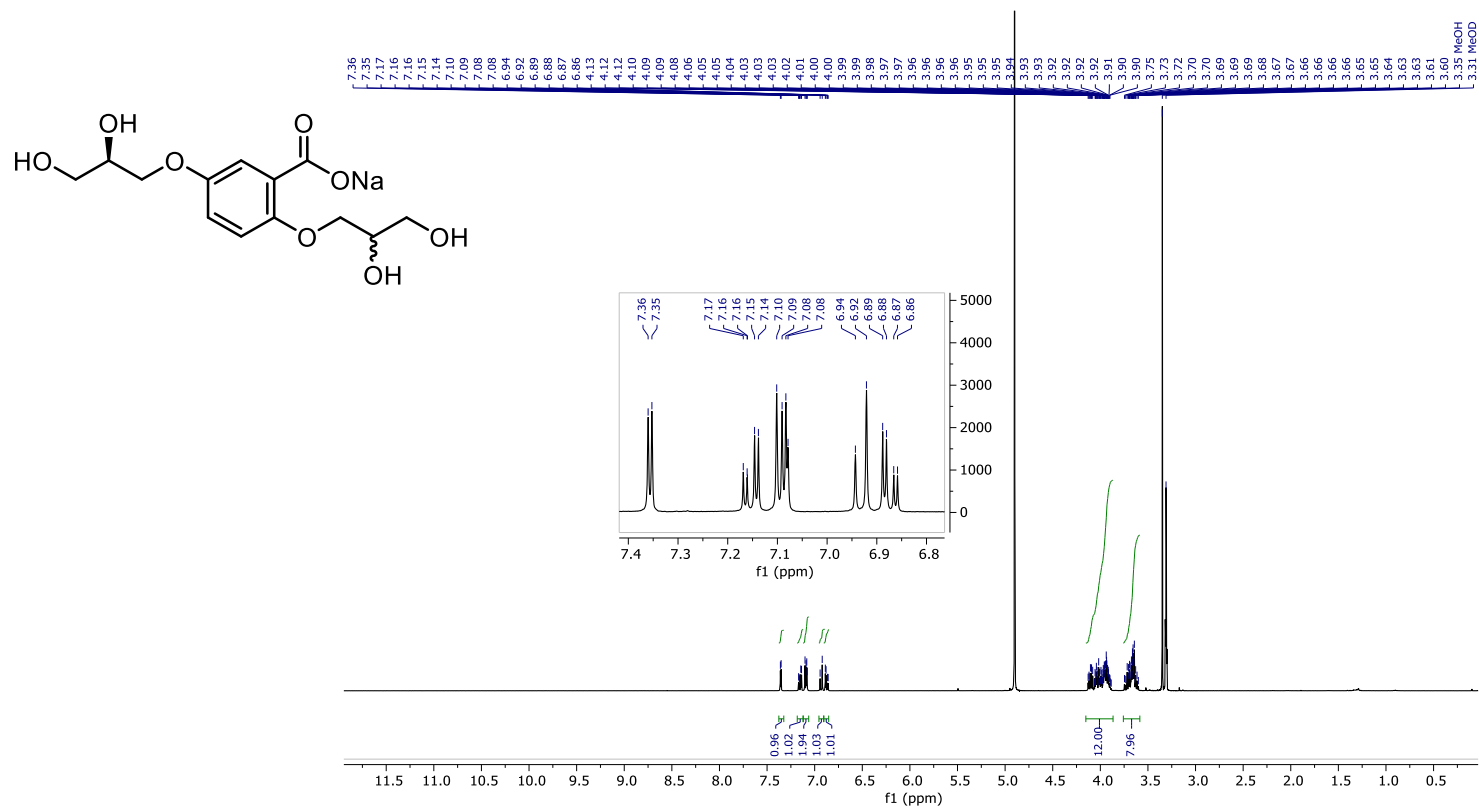 7.36 7.35 7.17 7.16 7.16 7.15 7.14 7.10 7.09 7.08 7.08 6.94 6.92 6.89 6.88 6.87 6.86 4.13 4.12 4.12 4.10 4.09 4.09 4.08 4.06 4.05 4.05 4.04 4.03 4.03 4.03 4.02 4.01 4.00 4.00 3.99 3.99 3.98 3.97 3.97 3.96 3.96 3.96 3.96 3.95 3.95 3.95 3.94 3.93 3.93 3.92 3.92 3.92 3.92 3.91 3.90 3.90 3.75 3.73 3.72 3.70 3.70 3.69 3.69 3.69 3.68 3.67 3.67 3.66 3.66 3.66 3.66 3.65 3.65 3.64 3.63 3.63 3.61 3.60 3.35 MeOH 3.31 MeOD
OH
O
HO
O
ONa
O
OH
OH
7.36 7.35 7.17 7.16 7.16 7.15 7.14 7.10 7.09 7.08 7.08 6.94 6.92 6.89 6.88 6.87 6.86
5000
4000
3000
2000
1000
0
7.4 7.3 7.2 7.1 7.0 6.9 6.8
f1 (ppm)
0.96 1.02 1.94 1.03 1.01 12.00 7.96
11.5 11.0 10.5 10.0 9.5 9.0 8.5 8.0 7.5 7.0 6.5 6.0 5.5 5.0 4.5 4.0 3.5 3.0 2.5 2.0 1.5 1.0 0.5
f1 (ppm)